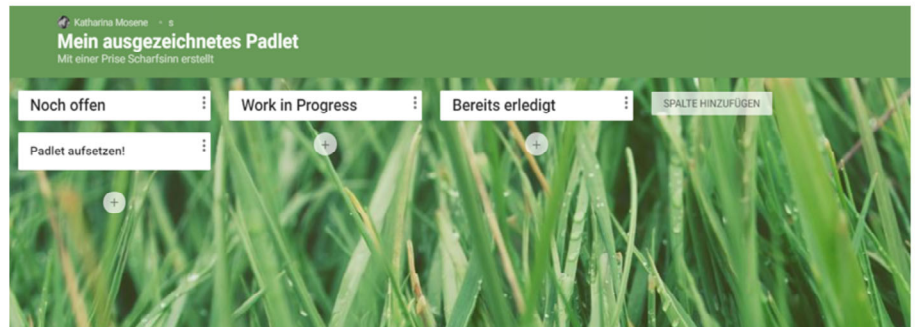 Katharina Mosene • s
Mein ausgezeichnetes Padlet
Mit einer Prise Scharfsinn erstellt
Noch offen
Work in Progress
Bereits erledigt
SPALTE HINZUFÜGEN
Padlet aufsetzen!